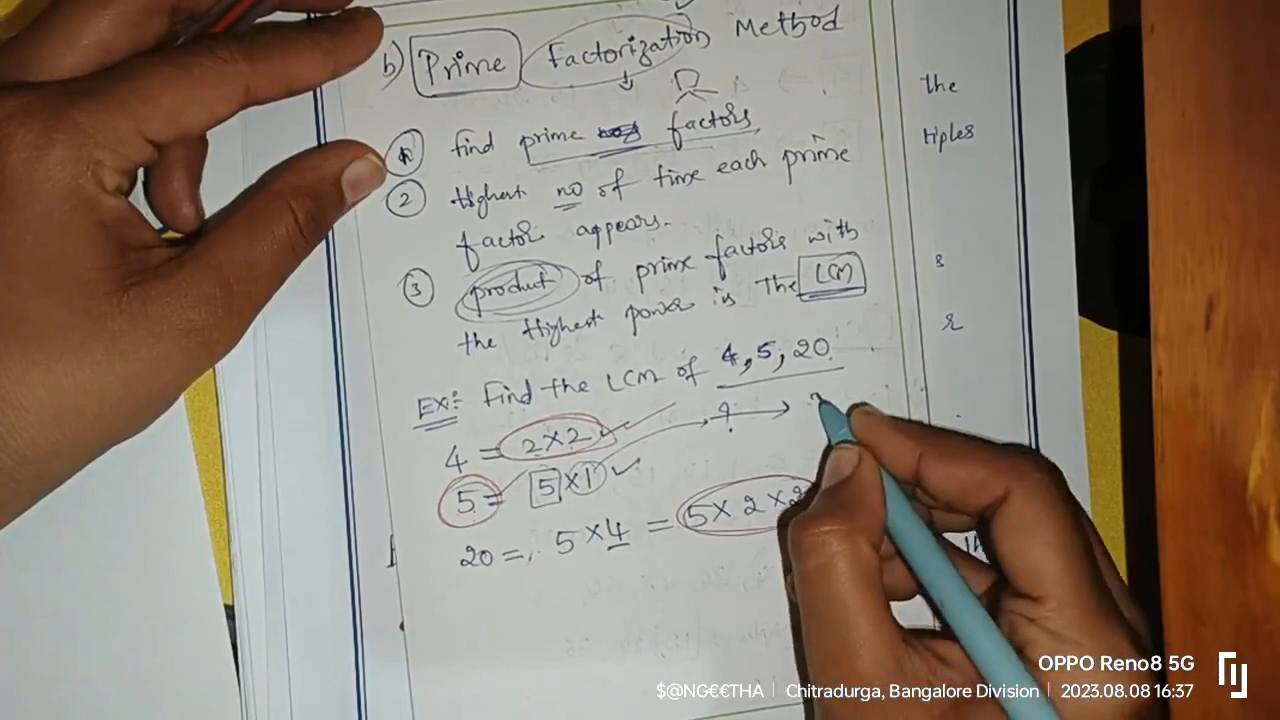 b) Prime Factorization Method
① find prime factors
② Highest no of time each prime
factor appears.
③ product of prime factors with
the Highest power is The LCM
EX:- Find the LCM of 4, 5, 20
4 = 2×2 ✓
5 = 5×1 ✓ → ? → ?
20 = 5×4 = 5×2×2
the
tiples
s
r
OPPO Reno8 5G
$@NG€€THA | Chitradurga, Bangalore Division | 2023.08.08 16:37